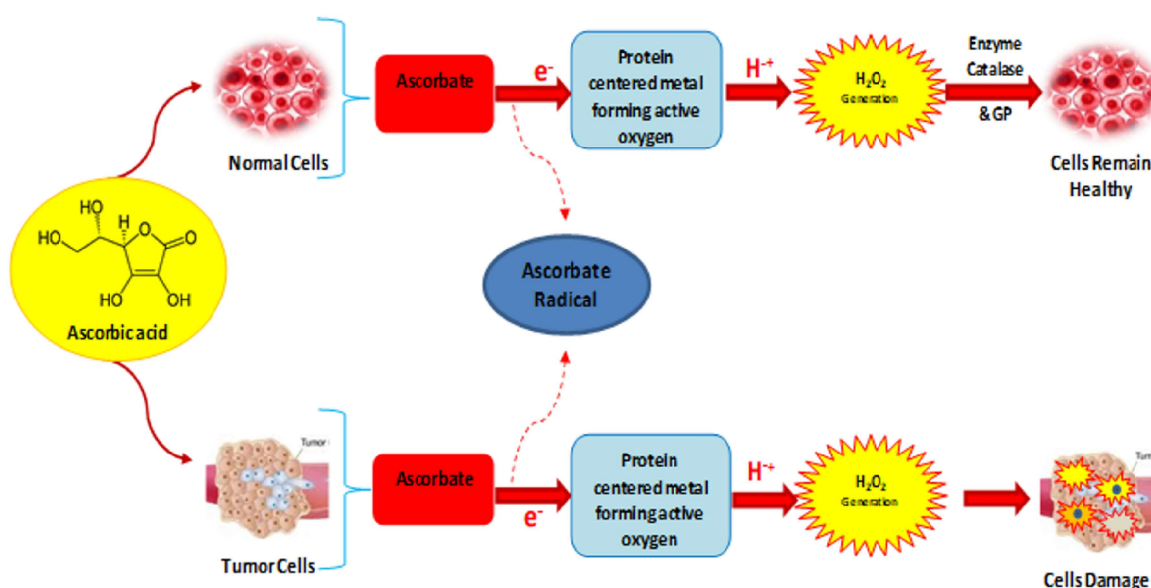 Normal Cells
Ascorbate
e⁻
Protein
centered metal
forming active
oxygen
H⁻⁺
H₂O₂
Generation
Enzyme
Catalase
& GP
Cells Remain
Healthy
HO
HO
H
O
O
OH
OH
Ascorbic acid
Ascorbate
Radical
Tumor
Tumor Cells
Ascorbate
e⁻
Protein
centered metal
forming active
oxygen
H⁻⁺
H₂O₂
Generation
Cells Damage